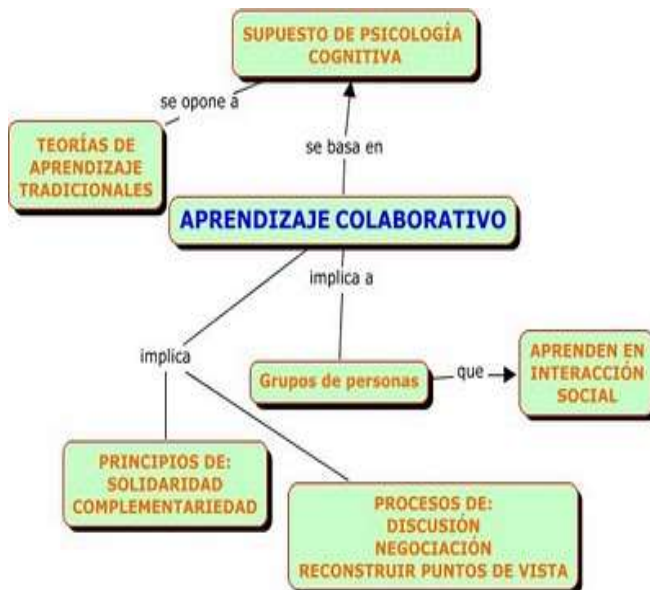 SUPUESTO DE PSICOLOGÍA
COGNITIVA
se opone a
TEORÍAS DE
APRENDIZAJE
TRADICIONALES
se basa en
APRENDIZAJE COLABORATIVO
implica a
implica
Grupos de personas
que
APRENDEN EN
INTERACCIÓN
SOCIAL
PRINCIPIOS DE:
SOLIDARIDAD
COMPLEMENTARIEDAD
PROCESOS DE:
DISCUSIÓN
NEGOCIACIÓN
RECONSTRUIR PUNTOS DE VISTA